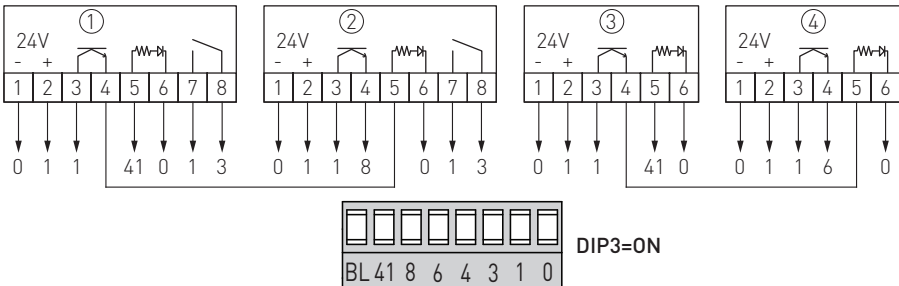 ① ② ③ ④
24V 24V 24V 24V
- + - + - + - +
1 2 3 4 5 6 7 8 1 2 3 4 5 6 7 8 1 2 3 4 5 6 1 2 3 4 5 6
0 1 1 41 0 1 3 0 1 1 8 0 1 3 0 1 1 41 0 0 1 1 6 0
DIP3=ON
BL 41 8 6 4 3 1 0